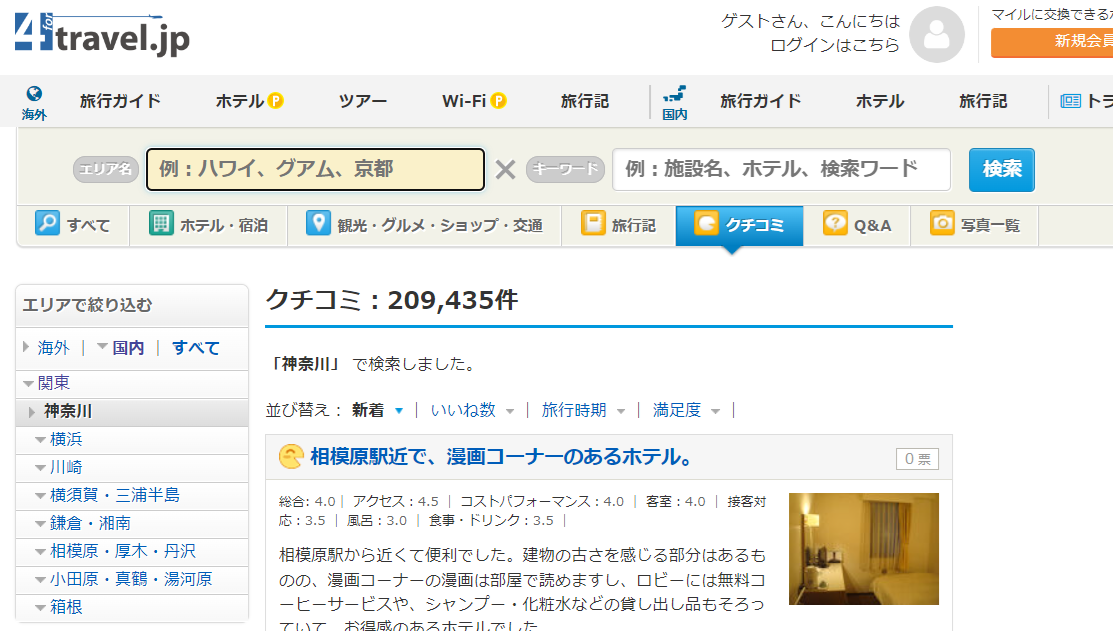 4 for travel.jp
ゲストさん、こんにちは
ログインはこちら
マイルに交換できる
新規会員
海外
旅行ガイド ホテル P ツアー Wi-Fi P 旅行記
国内
旅行ガイド ホテル 旅行記 トラ
エリア名 例：ハワイ、グアム、京都 キーワード 例：施設名、ホテル、検索ワード 検索
すべて ホテル・宿泊 観光・グルメ・ショップ・交通 旅行記 クチコミ Q&A 写真一覧
エリアで絞り込む
海外 | 国内 | すべて
関東
神奈川
横浜
川崎
横須賀・三浦半島
鎌倉・湘南
相模原・厚木・丹沢
小田原・真鶴・湯河原
箱根
クチコミ：209,435件
「神奈川」 で検索しました。
並び替え： 新着 | いいね数 | 旅行時期 | 満足度 |
相模原駅近で、漫画コーナーのあるホテル。 0 票
総合: 4.0 | アクセス：4.5 | コストパフォーマンス：4.0 | 客室：4.0 | 接客対
応：3.5 | 風呂：3.0 | 食事・ドリンク：3.5 |
相模原駅から近くて便利でした。建物の古さを感じる部分はあるも
のの、漫画コーナーの漫画は部屋で読めますし、ロビーには無料コ
ーヒーサービスや、シャンプー・化粧水などの貸し出し品もそろっ
ていて、お得感のあるホテルでした